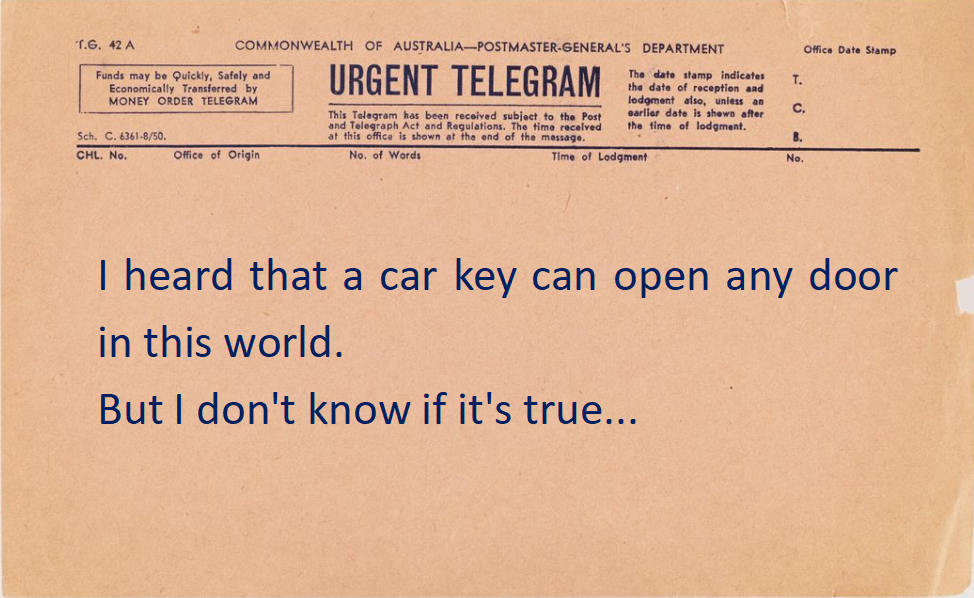 T.G. 42 A
COMMONWEALTH OF AUSTRALIA—POSTMASTER-GENERAL'S DEPARTMENT
Office Date Stamp
Funds may be Quickly, Safely and
Economically Transferred by
MONEY ORDER TELEGRAM
Sch. C. 6361-8/50.
URGENT TELEGRAM
This Telegram has been received subject to the Post
and Telegraph Act and Regulations. The time received
at this office is shown at the end of the message.
The date stamp indicates
the date of reception and
lodgment also, unless an
earlier date is shown after
the time of lodgment.
T.
C.
B.
CHL. No. Office of Origin No. of Words Time of Lodgment No.
I heard that a car key can open any door
in this world.
But I don't know if it's true...